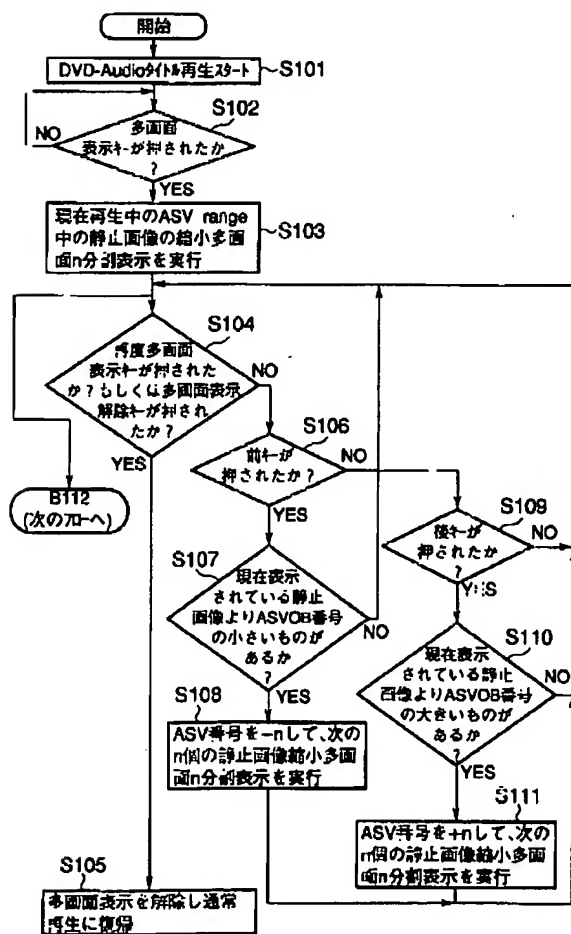 開始
DVD-Audioタイトル再生スタート
S101
S102
多画面
表示キーが押されたか
?
NO
YES
現在再生中のASV range
中の静止画像の縮小多画
面n分割表示を実行
S103
S104
再度多画面
表示キーが押された
か?もしくは多画面表示
解除キーが押され
たか?
NO
YES
B112
(次のフローへ)
S106
前キーが
押されたか?
NO
YES
S109
後キーが
押されたか
?
NO
YES
S107
現在表示
されている静止
画像よりASVOB番号
の小さいものが
あるか
?
NO
YES
S110
現在表示
されている静止
画像よりASVOB番号
の大きいものが
あるか
?
NO
YES
S108
ASV番号を-nして、次の
n個の静止画像縮小多画
面n分割表示を実行
S111
ASV番号を+nして、次の
n個の静止画像縮小多画
面n分割表示を実行
S105
多画面表示を解除し通常
再生に復帰